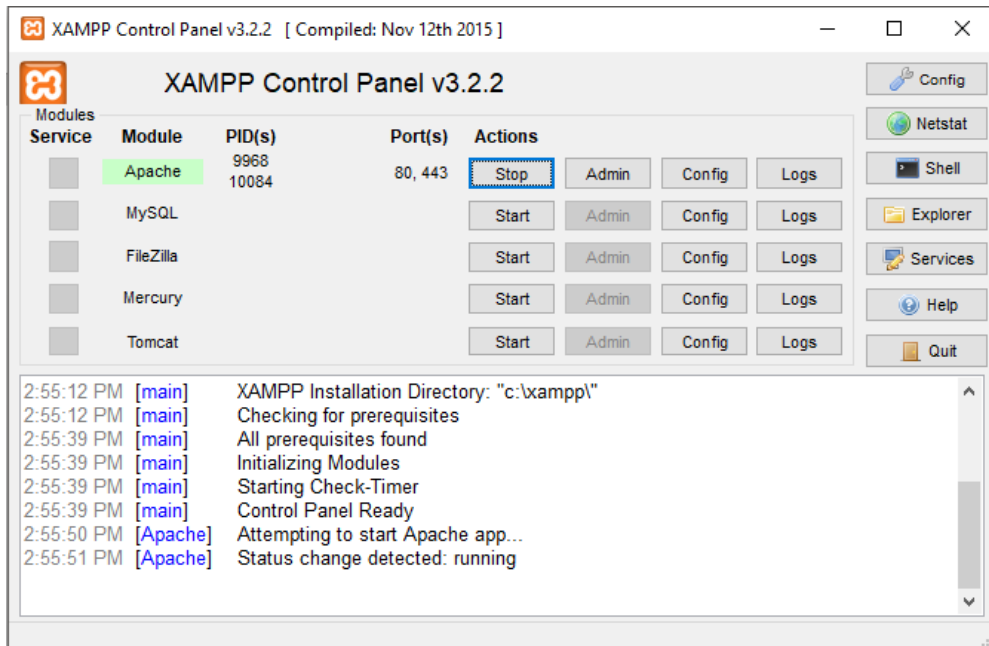 XAMPP Control Panel v3.2.2 [ Compiled: Nov 12th 2015 ]
XAMPP Control Panel v3.2.2
Config
Modules
Netstat
Service Module PID(s) Port(s) Actions
Apache 9968 10084 80, 443 Stop Admin Config Logs
Shell
MySQL Start Admin Config Logs
Explorer
FileZilla Start Admin Config Logs
Services
Mercury Start Admin Config Logs
Help
Tomcat Start Admin Config Logs
Quit
2:55:12 PM [main] XAMPP Installation Directory: "c:\xampp\"
2:55:12 PM [main] Checking for prerequisites
2:55:39 PM [main] All prerequisites found
2:55:39 PM [main] Initializing Modules
2:55:39 PM [main] Starting Check-Timer
2:55:39 PM [main] Control Panel Ready
2:55:50 PM [Apache] Attempting to start Apache app...
2:55:51 PM [Apache] Status change detected: running